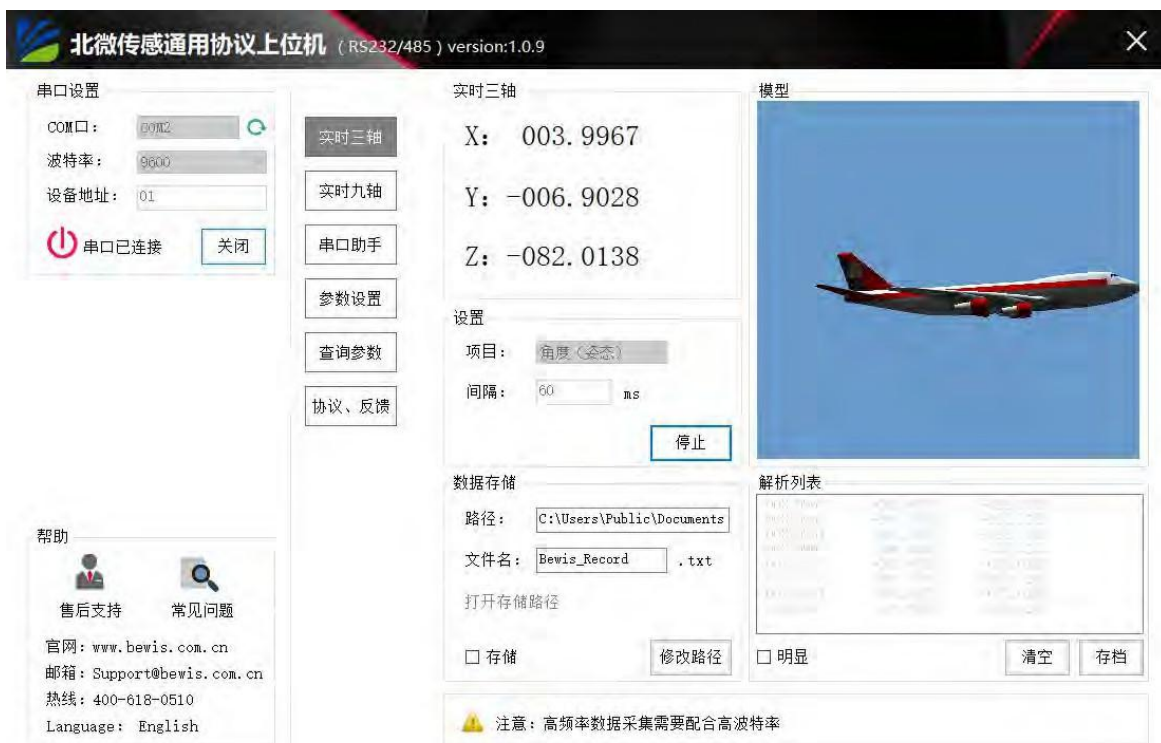 北微传感通用协议上位机 (RS232/485) version:1.0.9
串口设置
COM口: COM2
波特率: 9600
设备地址: 01
串口已连接 关闭
实时三轴
实时九轴
串口助手
参数设置
查询参数
协议、反馈
实时三轴
X: 003.9967
Y: -006.9028
Z: -082.0138
设置
项目: 角度（姿态）
间隔: 60 ms
停止
数据存储
路径: C:\Users\Public\Documents
文件名: Bewis_Record .txt
打开存储路径
存储 修改路径
模型
解析列表
明显 清空 存档
帮助
售后支持 常见问题
官网: www.bewis.com.cn
邮箱: Support@bewis.com.cn
热线: 400-618-0510
Language: English
注意: 高频率数据采集需要配合高波特率